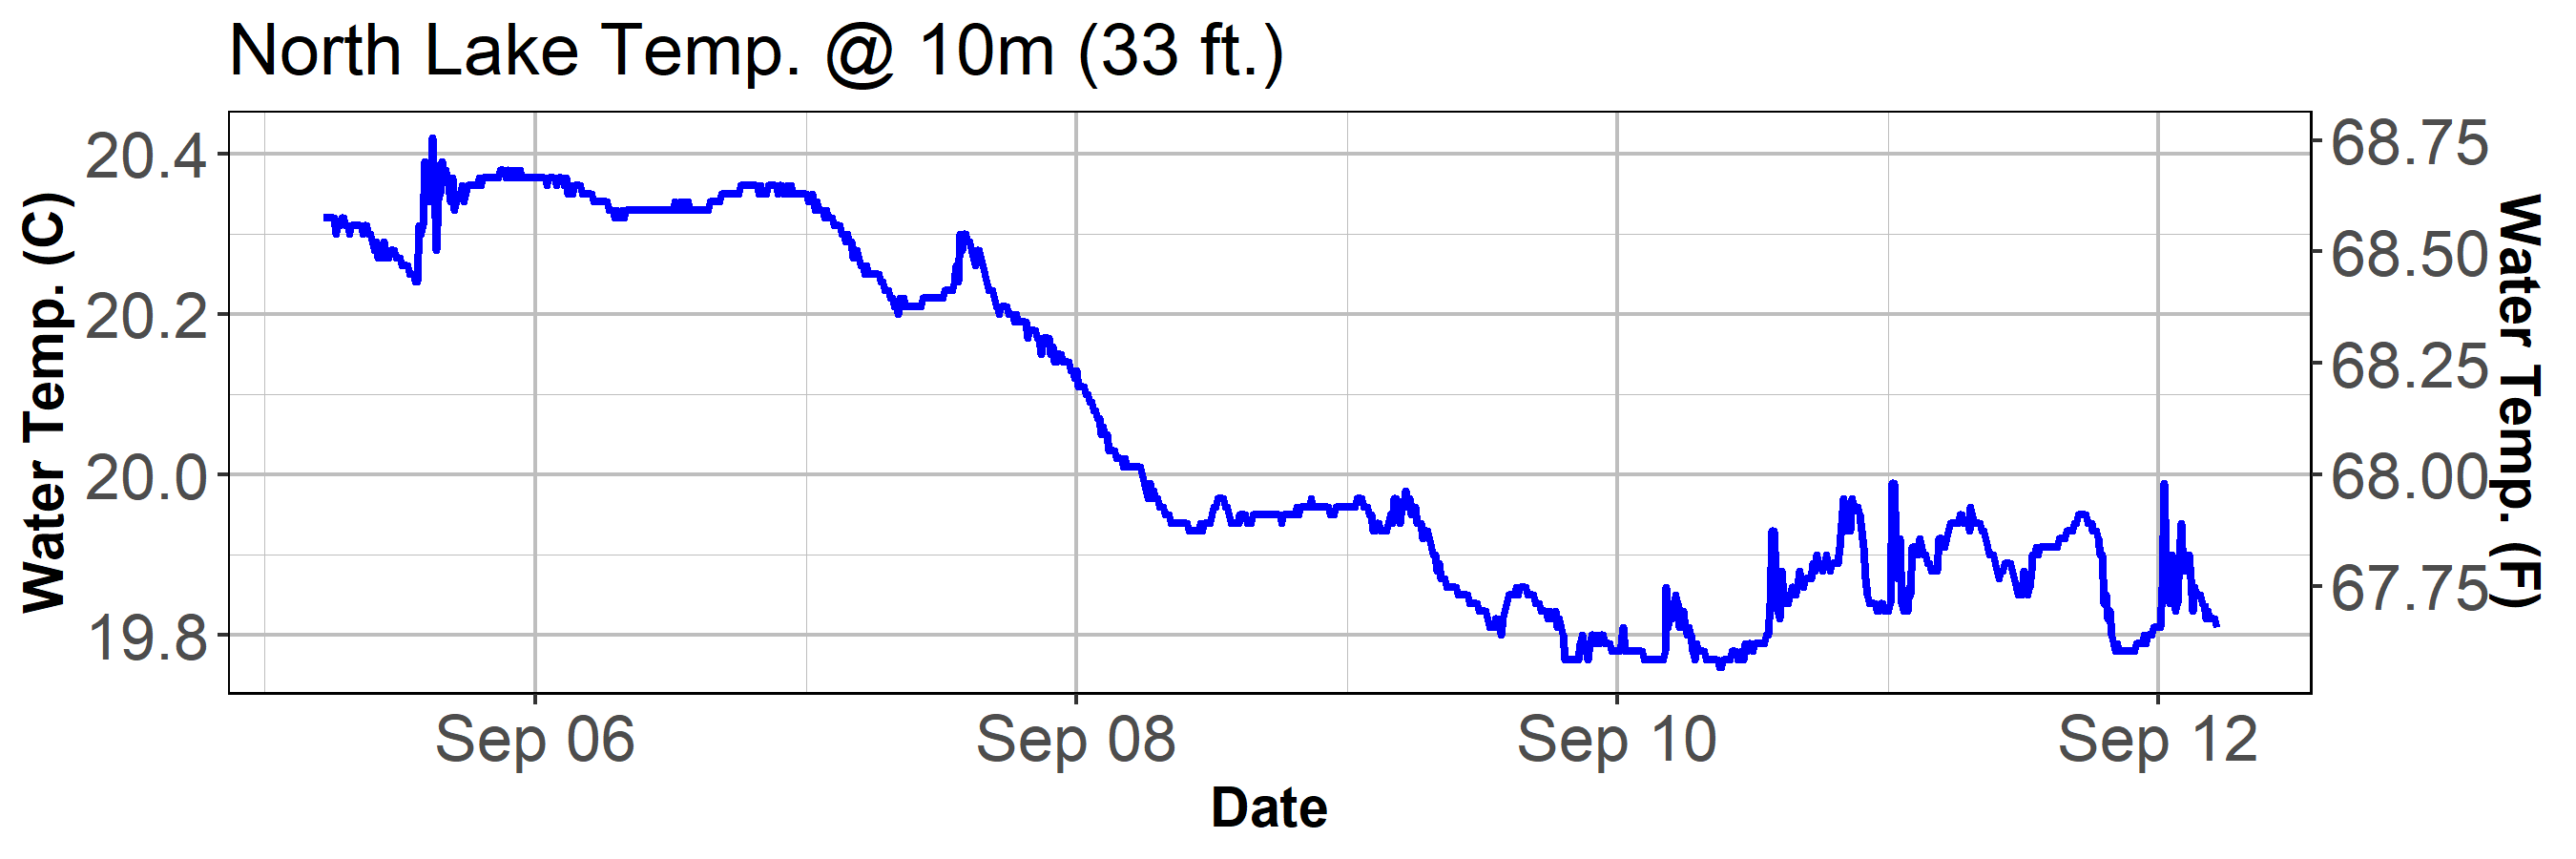 North Lake Temp. @ 10m (33 ft.)
Water Temp. (C)
20.4
20.2
20.0
19.8
68.75
68.50
68.25
68.00
67.75
Water Temp. (F)
Sep 06
Sep 08
Sep 10
Sep 12
Date